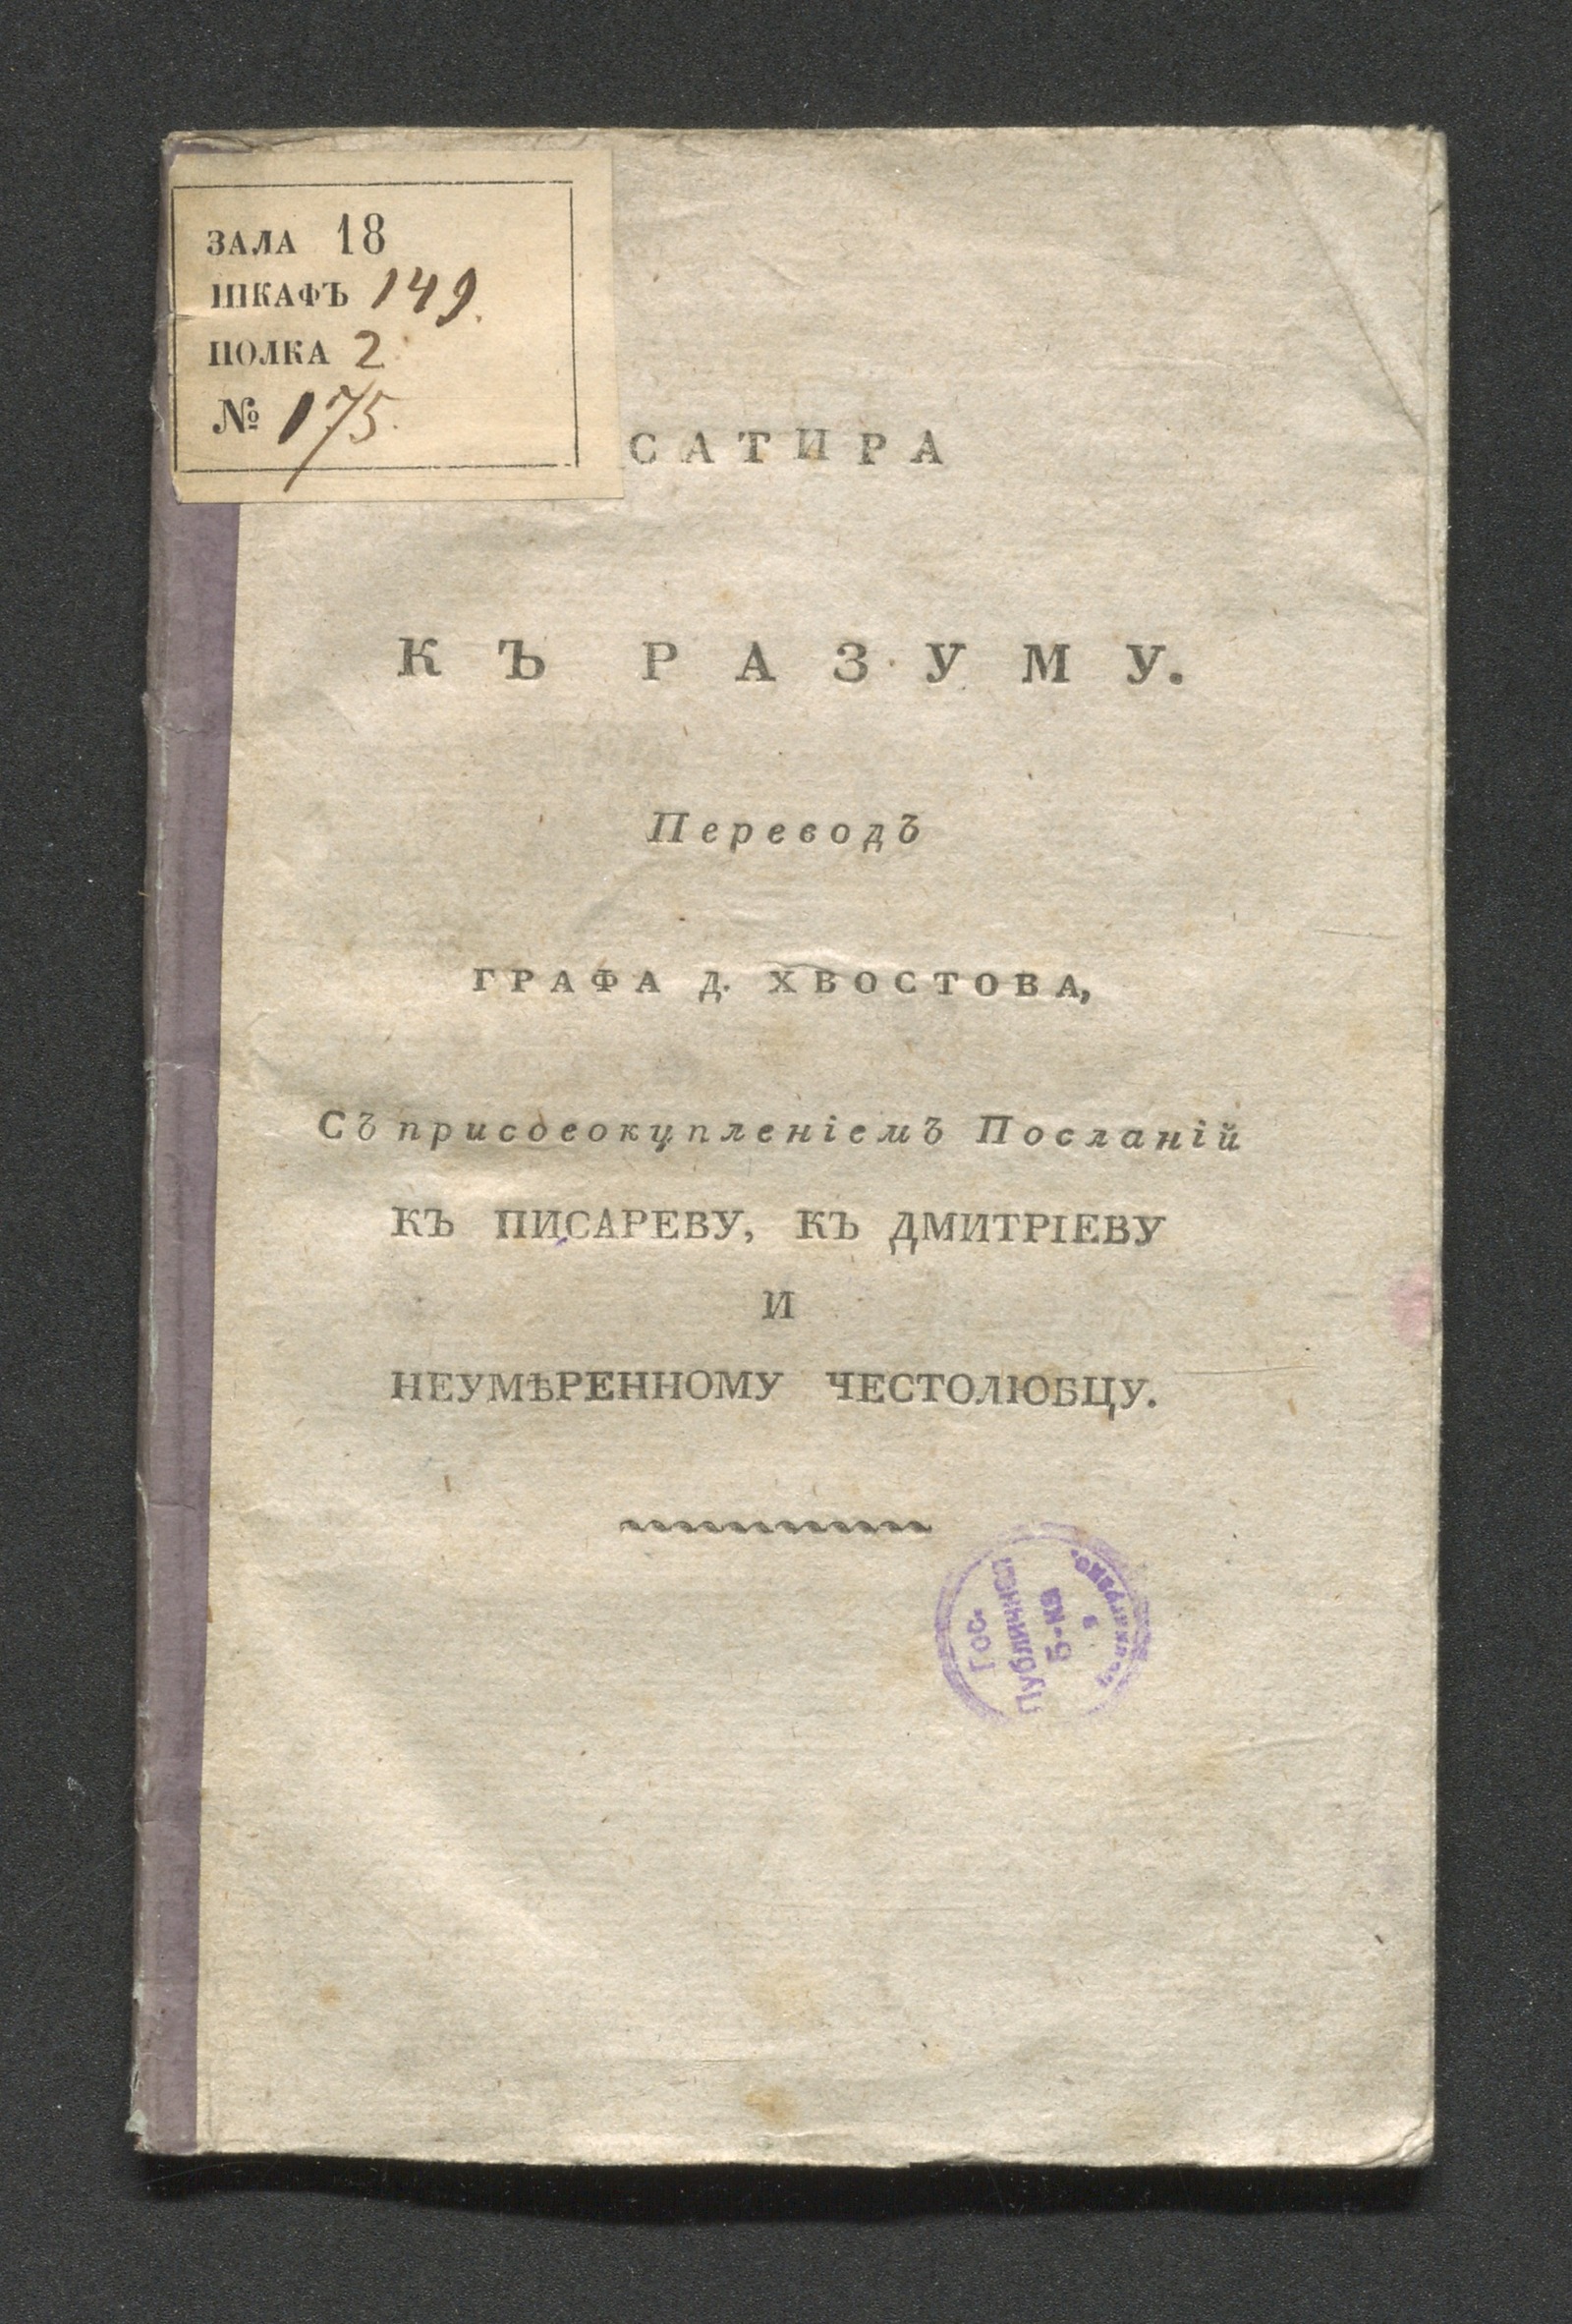 ЗАЛА 18
ШКАФЪ 149.
ПОЛКА 2
№ 175.
САТИРА
КЪ РАЗУМУ.
Переводъ
ГРАФА Д. ХВОСТОВА,
Съ присвеокупленіемъ Посланій
КЪ ПИСАРЕВУ, КЪ ДМИТРІЕВУ
И
НЕУМѢРЕННОМУ ЧЕСТОЛЮБЦУ.
Гос.
Публичная
Б-ка
в